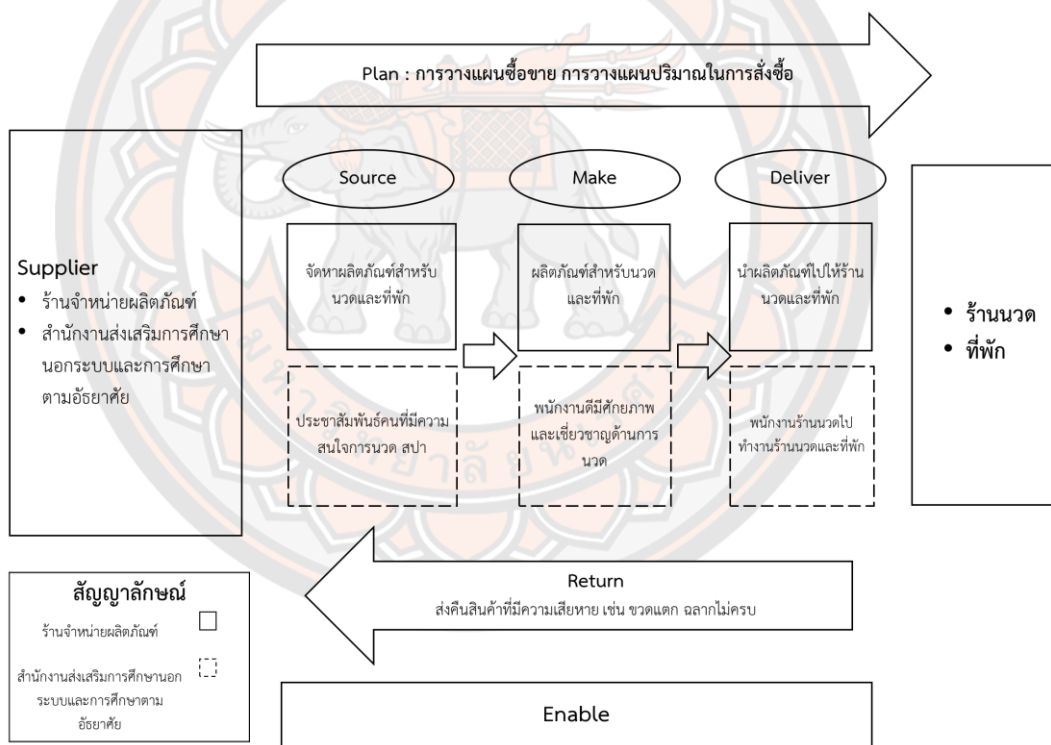 Plan : การวางแผนซื้อขาย การวางแผนปริมาณในการสั่งซื้อ
Supplier
• ร้านจำหน่ายผลิตภัณฑ์
• สำนักงานส่งเสริมการศึกษา
นอกระบบและการศึกษา
ตามอัธยาศัย
Source
Make
Deliver
จัดหาผลิตภัณฑ์สำหรับ
นวดและที่พัก
ผลิตภัณฑ์สำหรับนวด
และที่พัก
นำผลิตภัณฑ์ไปให้ร้าน
นวดและที่พัก
ประชาสัมพันธ์คนที่มีความ
สนใจการนวด สปา
พนักงานดีมีศักยภาพ
และเชี่ยวชาญด้านการ
นวด
พนักงานร้านนวดไป
ทำงานร้านนวดและที่พัก
• ร้านนวด
• ที่พัก
Return
ส่งคืนสินค้าที่มีความเสียหาย เช่น ขวดแตก ฉลากไม่ครบ
สัญญาลักษณ์
ร้านจำหน่ายผลิตภัณฑ์
สำนักงานส่งเสริมการศึกษานอก
ระบบและการศึกษาตาม
อัธยาศัย
Enable